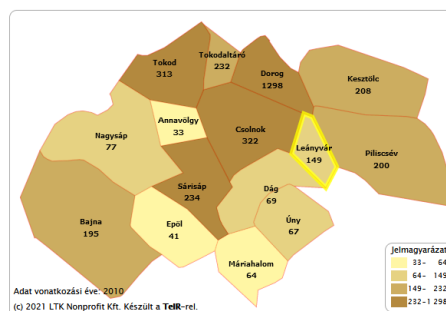 Tokod
313
Tokodaltáró
232
Dorog
1298
Kesztölc
208
Annavölgy
33
Nagysáp
77
Csolnok
322
Leányvár
149
Piliscsév
200
Sárisáp
234
Dág
69
Bajna
195
Epöl
41
Úny
67
Máriahalom
64
Jelmagyarázat
33- 64
64- 149
149- 232
232-1 298
Adat vonatkozási éve: 2010
(c) 2021 LTK Nonprofit Kft. Készült a TeIR-rel.